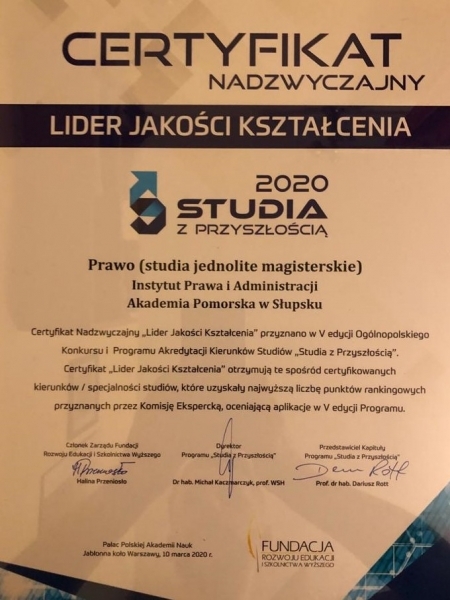 CERTYFIKAT
NADZWYCZAJNY
LIDER JAKOŚCI KSZTAŁCENIA
2020
STUDIA
Z PRZYSZŁOŚCIĄ
Prawo (studia jednolite magisterskie)
Instytut Prawa i Administracji
Akademia Pomorska w Słupsku
Certyfikat Nadzwyczajny „Lider Jakości Kształcenia” przyznano w V edycji Ogólnopolskiego
Konkursu i Programu Akredytacji Kierunków Studiów „Studia z Przyszłością”.
Certyfikat „Lider Jakości Kształcenia” otrzymują te spośród certyfikowanych
kierunków / specjalności studiów, które uzyskały najwyższą liczbę punktów rankingowych
przyznanych przez Komisję Ekspercką, oceniającą aplikacje w V edycji Programu.
Członek Zarządu Fundacji
Rozwoju Edukacji i Szkolnictwa Wyższego
Halina Przeniosło
Dyrektor
Programu „Studia z Przyszłością”
Dr hab. Michał Kaczmarczyk, prof. WSH
Przedstawiciel Kapituły
Programu „Studia z Przyszłością”
Prof. dr hab. Dariusz Rott
Pałac Polskiej Akademii Nauk
Jabłonna koło Warszawy, 10 marca 2020 r.
FUNDACJA
ROZWOJU EDUKACJI
I SZKOLNICTWA WYŻSZEGO